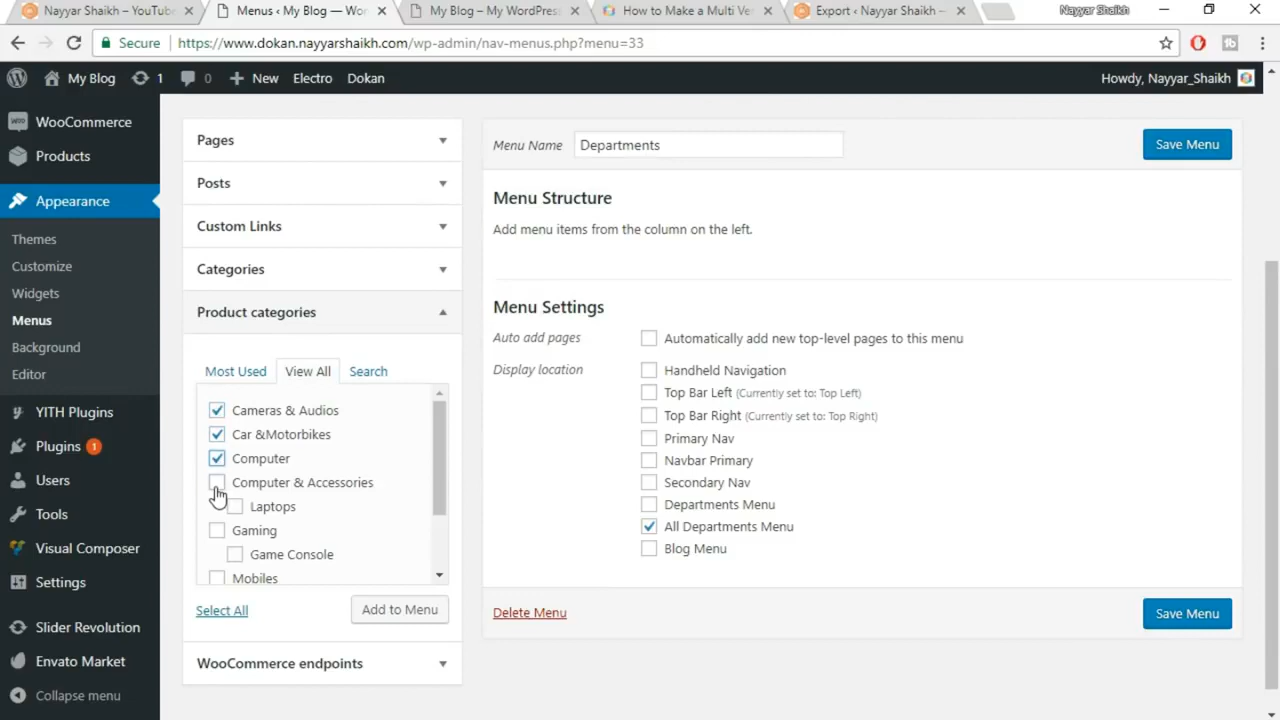 Nayyar Shaikh – YouTube
Menus ‹ My Blog — Wor
My Blog – My WordPress
How to Make a Multi Ve
Export ‹ Nayyar Shaikh —
Nayyar Shaikh
Secure
https://www.dokan.nayyarshaikh.com/wp-admin/nav-menus.php?menu=33
My Blog
1
0
New
Electro
Dokan
Howdy, Nayyar_Shaikh
WooCommerce
Products
Appearance
Themes
Customize
Widgets
Menus
Background
Editor
YITH Plugins
Plugins 1
Users
Tools
Visual Composer
Settings
Slider Revolution
Envato Market
Collapse menu
Pages
Posts
Custom Links
Categories
Product categories
Most Used
View All
Search
Cameras & Audios
Car &Motorbikes
Computer
Computer & Accessories
Laptops
Gaming
Game Console
Mobiles
Select All
Add to Menu
WooCommerce endpoints
Menu Name
Departments
Save Menu
Menu Structure
Add menu items from the column on the left.
Menu Settings
Auto add pages
Automatically add new top-level pages to this menu
Display location
Handheld Navigation
Top Bar Left (Currently set to: Top Left)
Top Bar Right (Currently set to: Top Right)
Primary Nav
Navbar Primary
Secondary Nav
Departments Menu
All Departments Menu
Blog Menu
Delete Menu
Save Menu